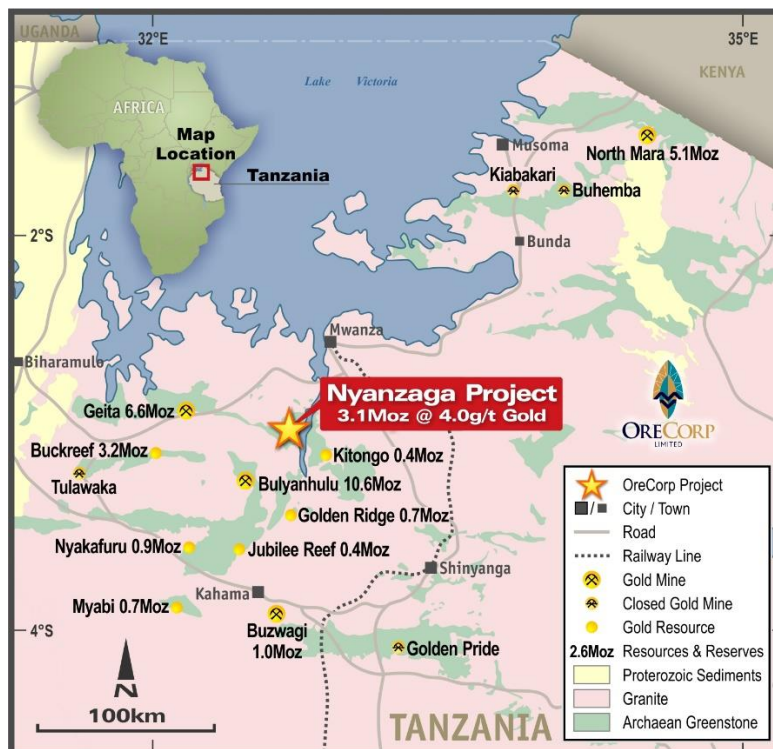 UGANDA
32°E
35°E
KENYA
Lake Victoria
AFRICA
Map
Location
Tanzania
Musoma
North Mara 5.1Moz
Kiabakari
Buhemba
2°S
Bunda
Mwanza
Biharamulo
Nyanzaga Project
3.1Moz @ 4.0g/t Gold
Geita 6.6Moz
ORECORP
LIMITED
Buckreef 3.2Moz
Kitongo 0.4Moz
Tulawaka
Bulyanhulu 10.6Moz
Golden Ridge 0.7Moz
Nyakafuru 0.9Moz
Jubilee Reef 0.4Moz
Shinyanga
Kahama
Myabi 0.7Moz
Buzwagi
1.0Moz
4°S
Golden Pride
N
100km
TANZANIA
OreCorp Project
/ City / Town
Road
Railway Line
Gold Mine
Closed Gold Mine
Gold Resource
2.6Moz Resources & Reserves
Proterozoic Sediments
Granite
Archaean Greenstone